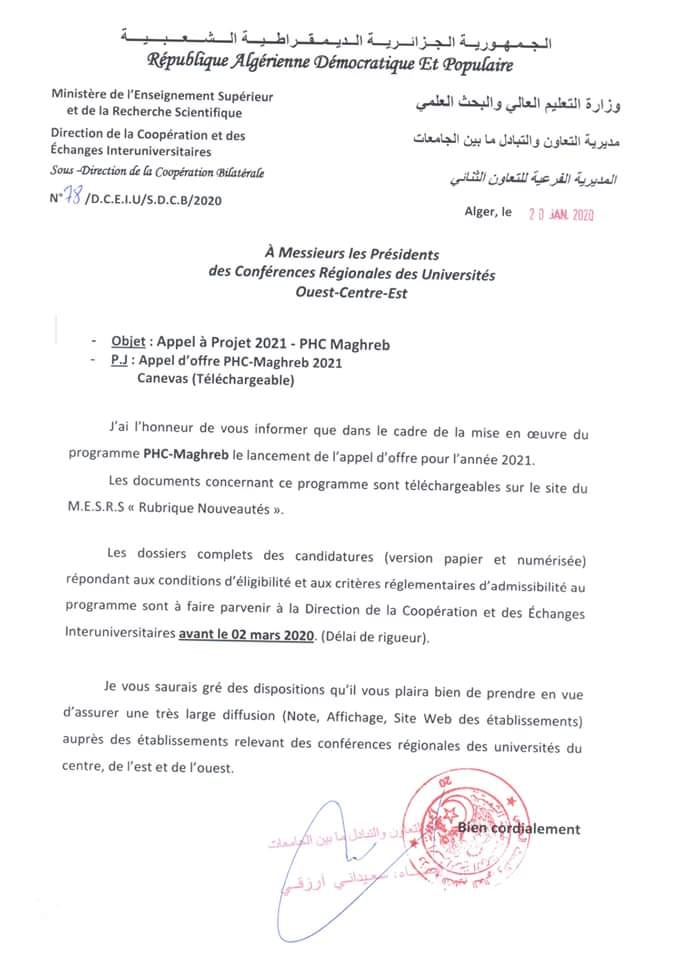 الـجـمـهـوريـة الـجـزائـريـة الـديـمـقـراطـيـة الـشـعـبـيـة
République Algérienne Démocratique Et Populaire
Ministère de l'Enseignement Supérieur
et de la Recherche Scientifique
Direction de la Coopération et des
Échanges Interuniversitaires
Sous -Direction de la Coopération Bilatérale
N° 78 /D.C.E.I.U/S.D.C.B/2020
وزارة التعليم العالي والبحث العلمي
مديرية التعاون والتبادل ما بين الجامعات
المديرية الفرعية للتعاون الثنائي
Alger, le 20 JAN. 2020
À Messieurs les Présidents
des Conférences Régionales des Universités
Ouest-Centre-Est
- Objet : Appel à Projet 2021 - PHC Maghreb
- P.J : Appel d'offre PHC-Maghreb 2021
Canevas (Téléchargeable)
J'ai l'honneur de vous informer que dans le cadre de la mise en œuvre du
programme PHC-Maghreb le lancement de l'appel d'offre pour l'année 2021.
Les documents concernant ce programme sont téléchargeables sur le site du
M.E.S.R.S « Rubrique Nouveautés ».
Les dossiers complets des candidatures (version papier et numérisée)
répondant aux conditions d'éligibilité et aux critères réglementaires d'admissibilité au
programme sont à faire parvenir à la Direction de la Coopération et des Échanges
Interuniversitaires avant le 02 mars 2020. (Délai de rigueur).
Je vous saurais gré des dispositions qu'il vous plaira bien de prendre en vue
d'assurer une très large diffusion (Note, Affichage, Site Web des établissements)
auprès des établissements relevant des conférences régionales des universités du
centre, de l'est et de l'ouest.
Bien cordialement
التعاون والتبادل ما بين الجامعات
سعيداني أرزقي
20